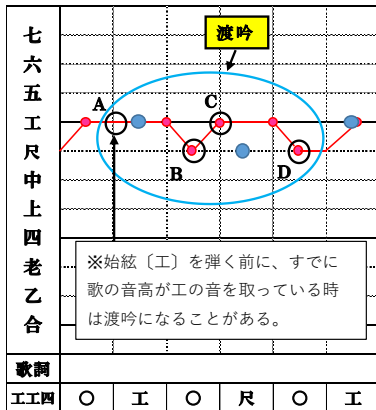 渡吟
七
六
五
工
尺
中
上
四
老
乙
合
A
C
B
D
※始絃〔工〕を弾く前に、すでに
歌の音高が工の音を取っている時
は渡吟になることがある。
歌詞
工工四 〇 工 〇 尺 〇 工